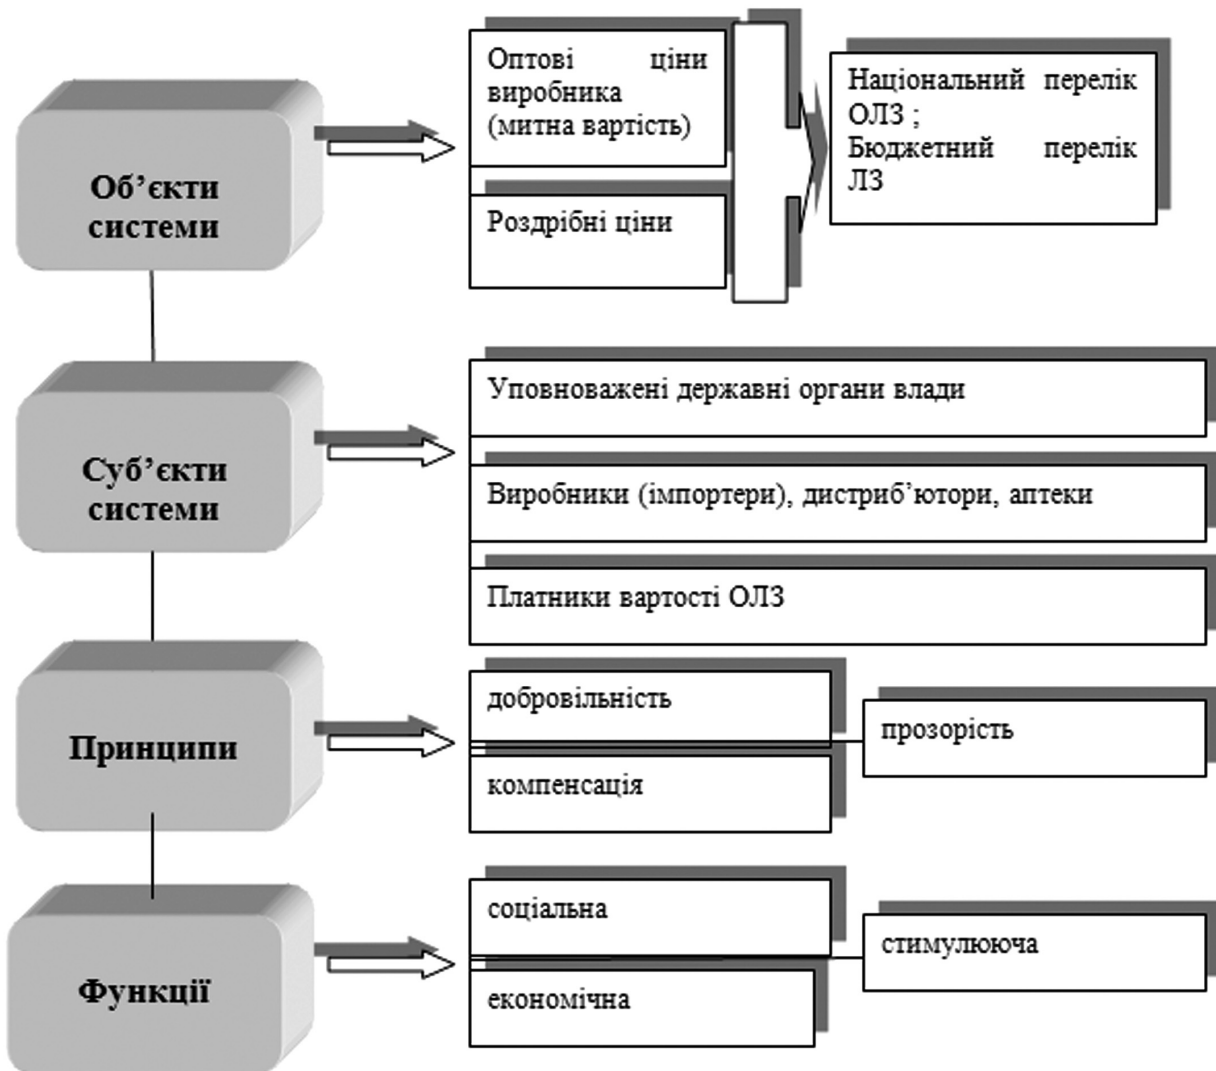 Об’єкти
системи
Оптові ціни
виробника
(митна вартість)
Роздрібні ціни
Національний перелік
ОЛЗ ;
Бюджетний перелік
ЛЗ
Суб’єкти
системи
Уповноважені державні органи влади
Виробники (імпортери), дистриб’ютори, аптеки
Платники вартості ОЛЗ
Принципи
добровільність
компенсація
прозорість
Функції
соціальна
економічна
стимулююча